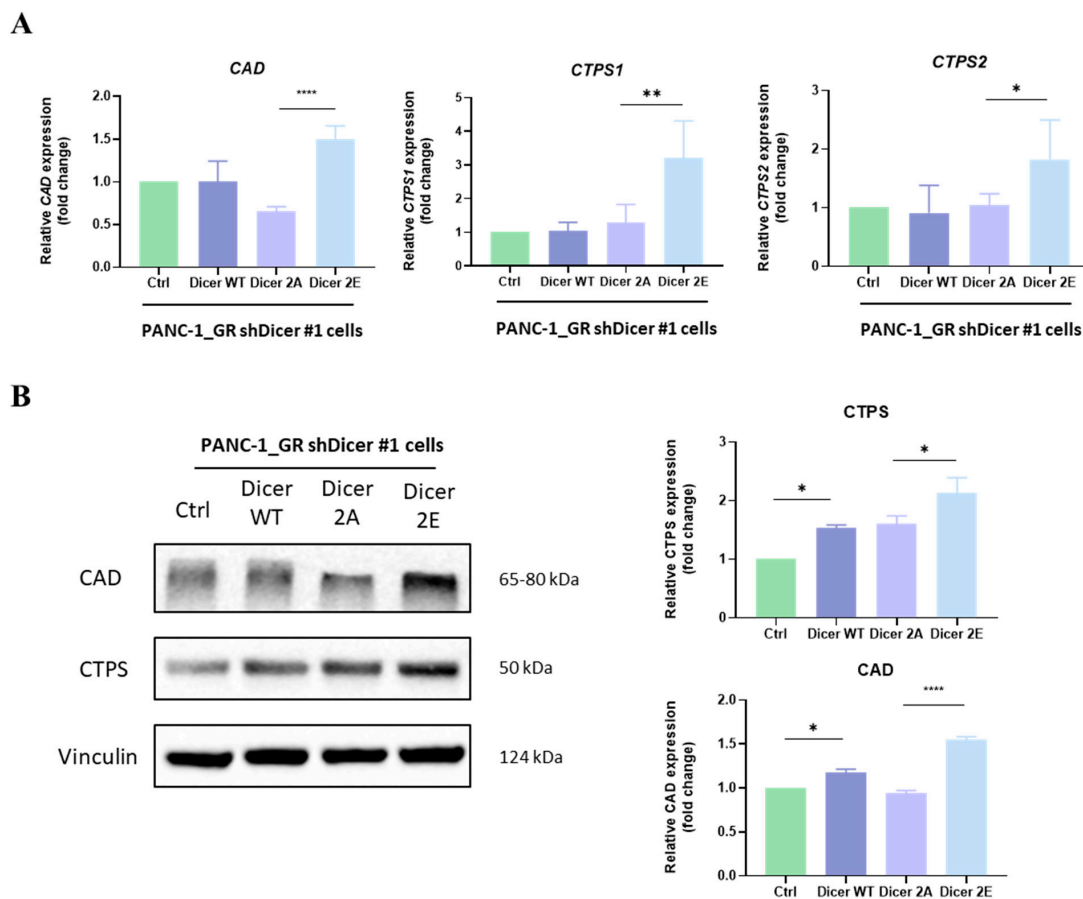 A
CAD
Relative CAD expression
(fold change)
2.0
1.5
1.0
0.5
0.0
Ctrl Dicer WT Dicer 2A Dicer 2E
****
PANC-1_GR shDicer #1 cells
CTPS1
Relative CTPS1 expression
(fold change)
5
4
3
2
1
0
Ctrl Dicer WT Dicer 2A Dicer 2E
**
PANC-1_GR shDicer #1 cells
CTPS2
Relative CTPS2 expression
(fold change)
3
2
1
0
Ctrl Dicer WT Dicer 2A Dicer 2E
*
PANC-1_GR shDicer #1 cells
B
PANC-1_GR shDicer #1 cells
Ctrl Dicer WT Dicer 2A Dicer 2E
CAD 65-80 kDa
CTPS 50 kDa
Vinculin 124 kDa
CTPS
Relative CTPS expression
(fold change)
3
2
1
0
Ctrl Dicer WT Dicer 2A Dicer 2E
*
*
CAD
Relative CAD expression
(fold change)
2.0
1.5
1.0
0.5
0.0
Ctrl Dicer WT Dicer 2A Dicer 2E
*
****